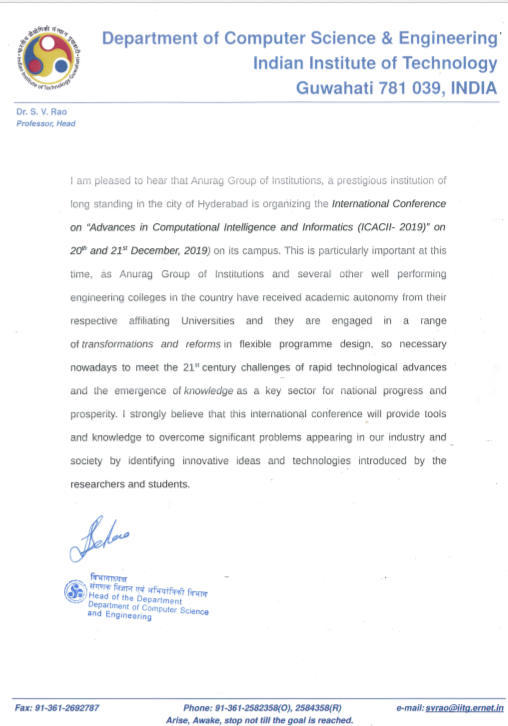 Department of Computer Science & Engineering
Indian Institute of Technology
Guwahati 781 039, INDIA
Dr. S. V. Rao
Professor, Head
I am pleased to hear that Anurag Group of Institutions, a prestigious institution of
long standing in the city of Hyderabad is organizing the International Conference
on "Advances in Computational Intelligence and Informatics (ICACII- 2019)" on
20th and 21st December, 2019) on its campus. This is particularly important at this
time, as Anurag Group of Institutions and several other well performing
engineering colleges in the country have received academic autonomy from their
respective affiliating Universities and they are engaged in a range
of transformations and reforms in flexible programme design, so necessary
nowadays to meet the 21st century challenges of rapid technological advances
and the emergence of knowledge as a key sector for national progress and
prosperity. I strongly believe that this international conference will provide tools
and knowledge to overcome significant problems appearing in our industry and
society by identifying innovative ideas and technologies introduced by the
researchers and students.
विभागाध्यक्ष
संगणक विज्ञान एवं अभियांत्रिकी विभाग
Head of the Department
Department of Computer Science
and Engineering
Fax: 91-361-2692787 Phone: 91-361-2582358(O), 2584358(R) e-mail: svrao@iitg.ernet.in
Arise, Awake, stop not till the goal is reached.